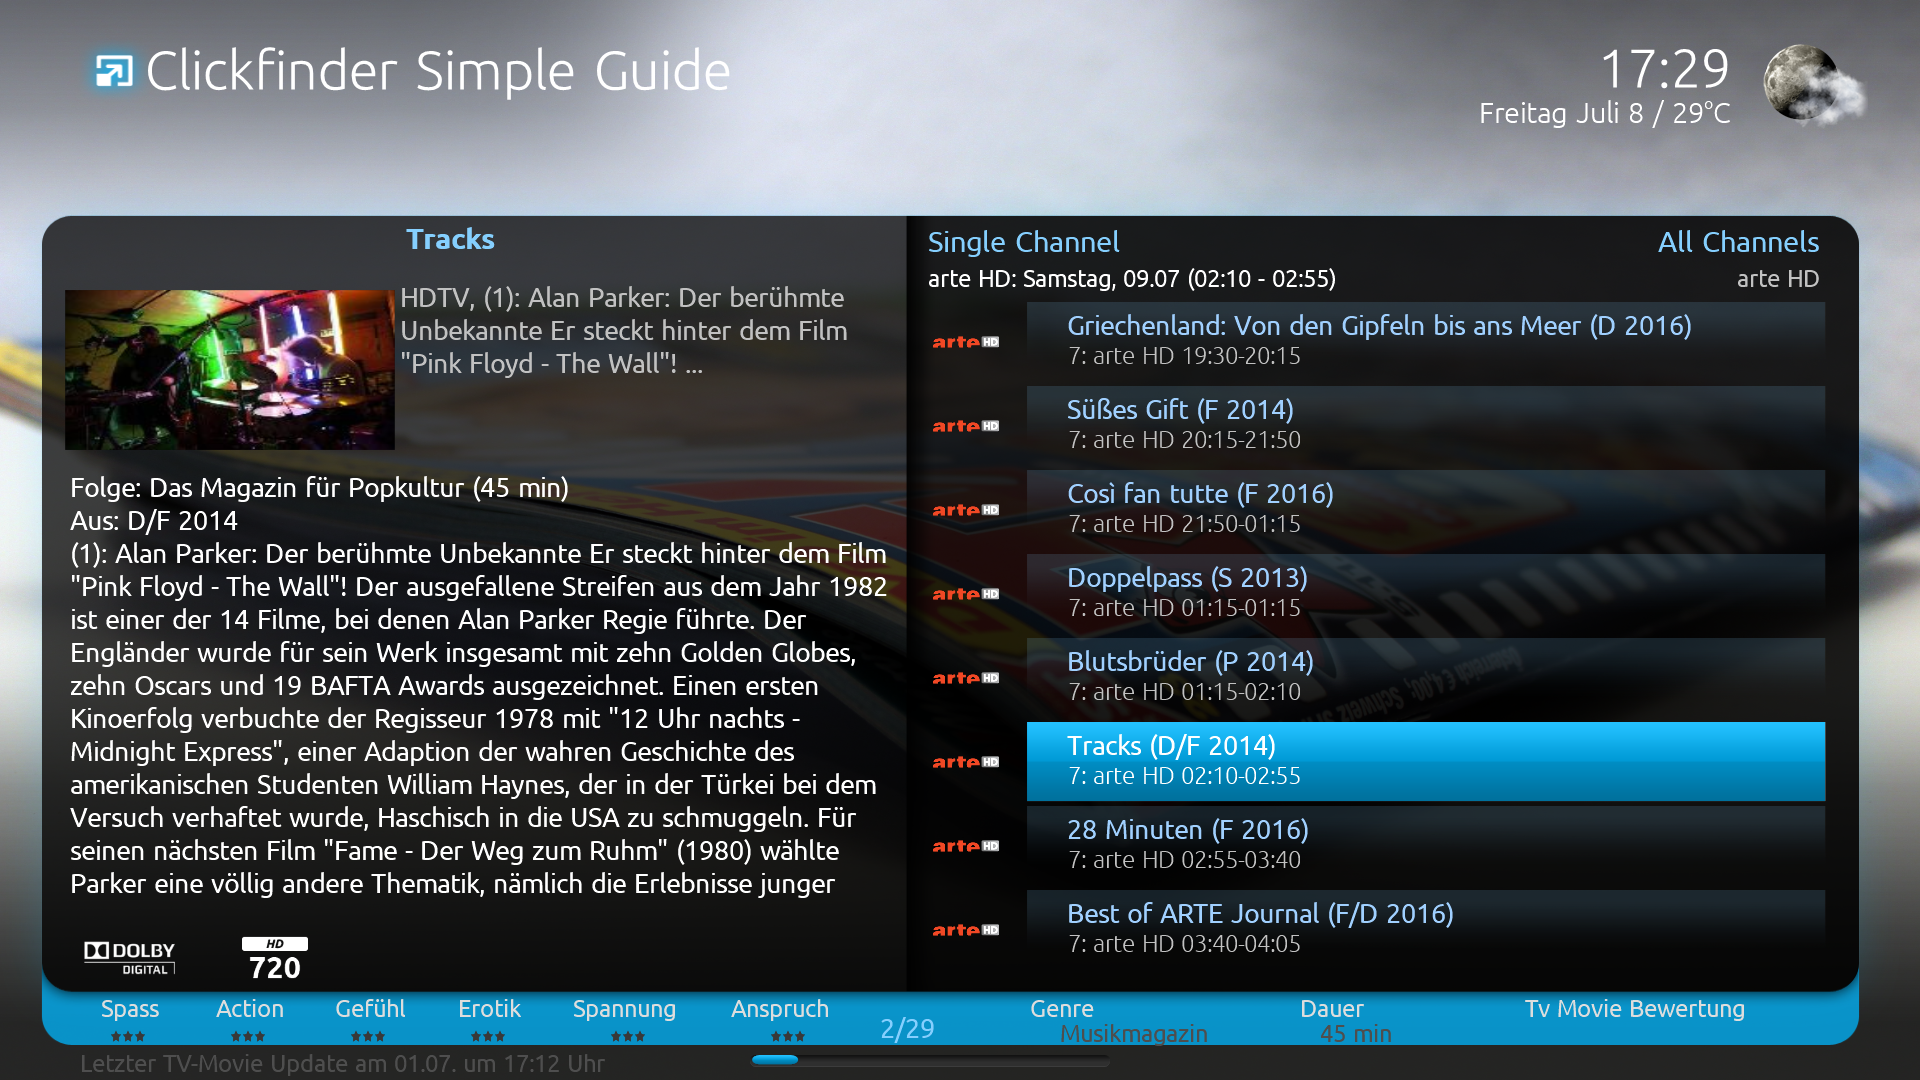 Clickfinder Simple Guide
17:29
Freitag Juli 8 / 29°C
Tracks
HDTV, (1): Alan Parker: Der berühmte
Unbekannte Er steckt hinter dem Film
"Pink Floyd - The Wall"! ...
Folge: Das Magazin für Popkultur (45 min)
Aus: D/F 2014
(1): Alan Parker: Der berühmte Unbekannte Er steckt hinter dem Film
"Pink Floyd - The Wall"! Der ausgefallene Streifen aus dem Jahr 1982
ist einer der 14 Filme, bei denen Alan Parker Regie führte. Der
Engländer wurde für sein Werk insgesamt mit zehn Golden Globes,
zehn Oscars und 19 BAFTA Awards ausgezeichnet. Einen ersten
Kinoerfolg verbuchte der Regisseur 1978 mit "12 Uhr nachts -
Midnight Express", einer Adaption der wahren Geschichte des
amerikanischen Studenten William Haynes, der in der Türkei bei dem
Versuch verhaftet wurde, Haschisch in die USA zu schmuggeln. Für
seinen nächsten Film "Fame - Der Weg zum Ruhm" (1980) wählte
Parker eine völlig andere Thematik, nämlich die Erlebnisse junger
DOLBY
DIGITAL
HD
720
Single Channel
All Channels
arte HD: Samstag, 09.07 (02:10 - 02:55)
arte HD
arte HD
Griechenland: Von den Gipfeln bis ans Meer (D 2016)
7: arte HD 19:30-20:15
arte HD
Süßes Gift (F 2014)
7: arte HD 20:15-21:50
arte HD
Così fan tutte (F 2016)
7: arte HD 21:50-01:15
arte HD
Doppelpass (S 2013)
7: arte HD 01:15-01:15
arte HD
Blutsbrüder (P 2014)
7: arte HD 01:15-02:10
arte HD
Tracks (D/F 2014)
7: arte HD 02:10-02:55
arte HD
28 Minuten (F 2016)
7: arte HD 02:55-03:40
arte HD
Best of ARTE Journal (F/D 2016)
7: arte HD 03:40-04:05
Spass
Action
Gefühl
Erotik
Spannung
Anspruch
2/29
Genre
Musikmagazin
Dauer
45 min
Tv Movie Bewertung
Letzter TV-Movie Update am 01.07. um 17:12 Uhr